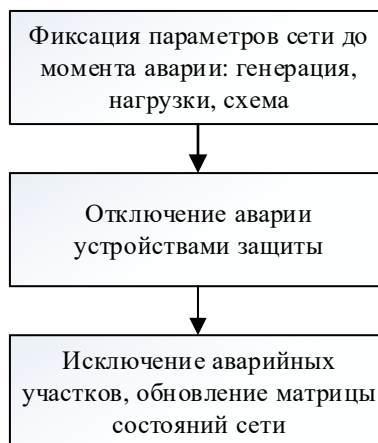 Фиксация параметров сети до
момента аварии: генерация,
нагрузки, схема
Отключение аварии
устройствами защиты
Исключение аварийных
участков, обновление матрицы
состояний сети